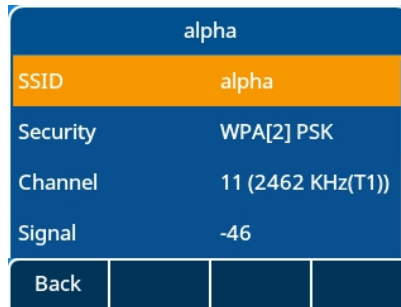 alpha
SSID alpha
Security WPA[2] PSK
Channel 11 (2462 KHz(T1))
Signal -46
Back